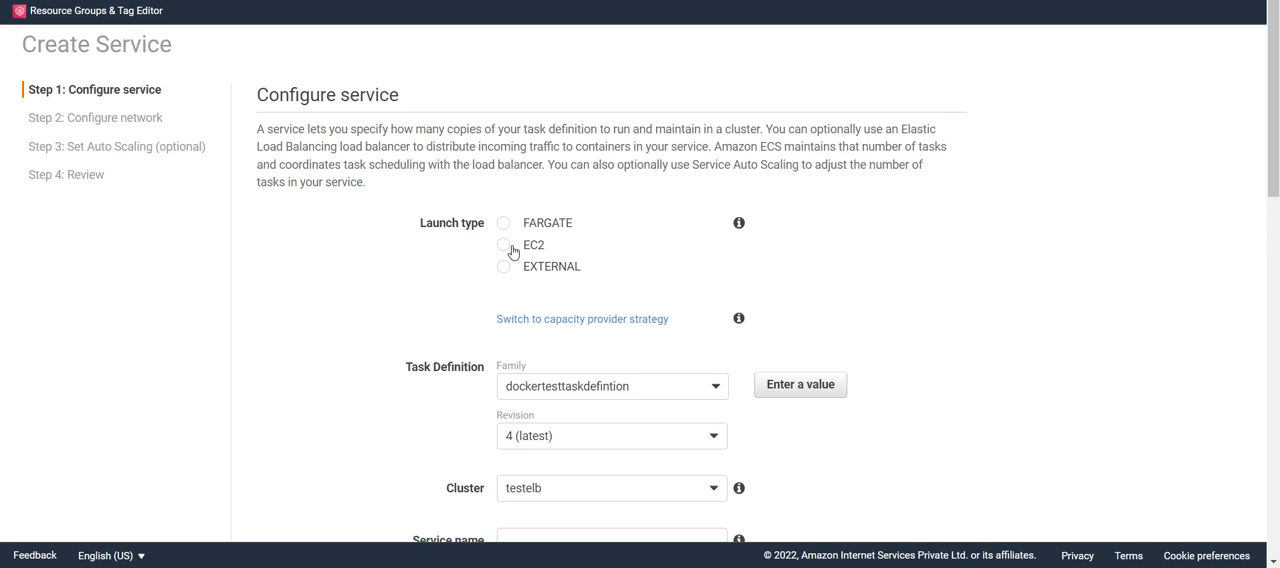 Resource Groups & Tag Editor
Create Service
Step 1: Configure service
Step 2: Configure network
Step 3: Set Auto Scaling (optional)
Step 4: Review
Configure service
A service lets you specify how many copies of your task definition to run and maintain in a cluster. You can optionally use an Elastic
Load Balancing load balancer to distribute incoming traffic to containers in your service. Amazon ECS maintains that number of tasks
and coordinates task scheduling with the load balancer. You can also optionally use Service Auto Scaling to adjust the number of
tasks in your service.
Launch type
FARGATE
EC2
EXTERNAL
Switch to capacity provider strategy
Task Definition
Family
dockertesttaskdefintion
Enter a value
Revision
4 (latest)
Cluster
testelb
Service name
Feedback
English (US)
© 2022, Amazon Internet Services Private Ltd. or its affiliates.
Privacy
Terms
Cookie preferences